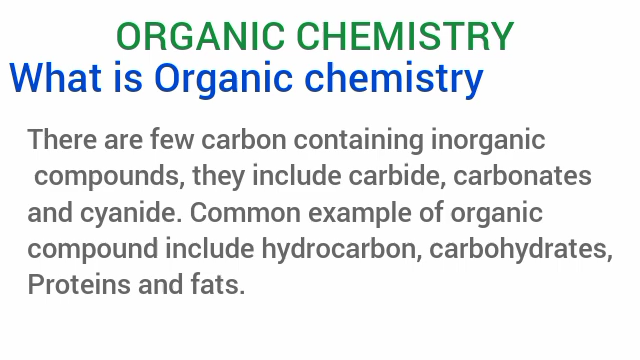 ORGANIC CHEMISTRY
What is Organic chemistry
There are few carbon containing inorganic
compounds, they include carbide, carbonates
and cyanide. Common example of organic
compound include hydrocarbon, carbohydrates,
Proteins and fats.